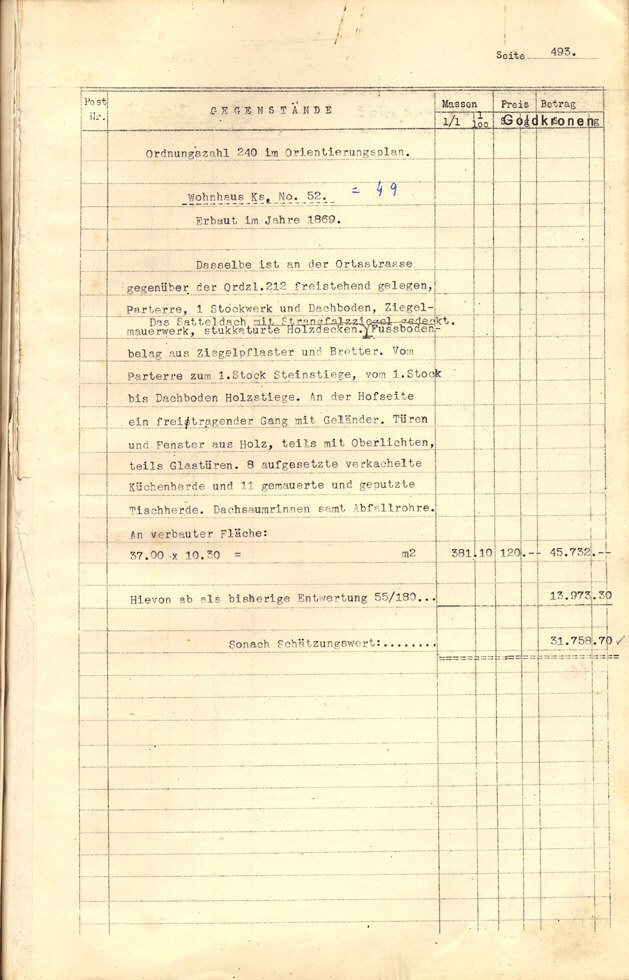 Seite 493.
Post Nr. GEGENSTÄNDE Massen Preis Betrag
1/1 1/100 Goldkronen
Ordnungszahl 240 im Orientierungsplan.
Wohnhaus Ks. No. 52. = 49
Erbaut im Jahre 1869.
Dasselbe ist an der Ortsstrasse
gegenüber der Ordzl.212 freistehend gelegen,
Parterre, 1 Stockwerk und Dachboden, Ziegel-
Das Satteldach mit Strangfalzziegel gedeckt.
mauerwerk, stukkaturte Holzdecken. Fussboden-
belag aus Ziegelpflaster und Bretter. Vom
Parterre zum 1.Stock Steinstiege, vom 1.Stock
bis Dachboden Holzstiege. An der Hofseite
ein freitragender Gang mit Geländer. Türen
und Fenster aus Holz, teils mit Oberlichten,
teils Glastüren. 8 aufgesetzte verkachelte
Küchenherde und 11 gemauerte und geputzte
Tischherde. Dachsaumrinnen samt Abfallrohre.
An verbauter Fläche:
37.00 x 10.30 = m2 381.10 120.-- 45.732.--
Hievon ab als bisherige Entwertung 55/180... 13.973.30
Sonach Schätzungswert:........ 31.758.70 ✓